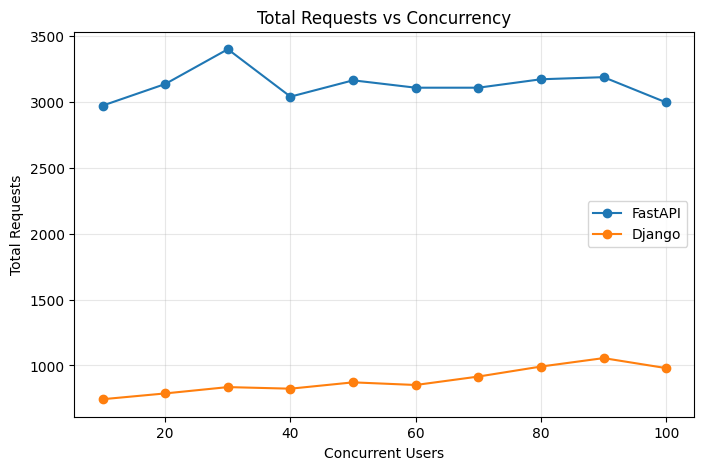 Total Requests vs Concurrency
Total Requests
3500
3000
2500
2000
1500
1000
FastAPI
Django
20 40 60 80 100
Concurrent Users